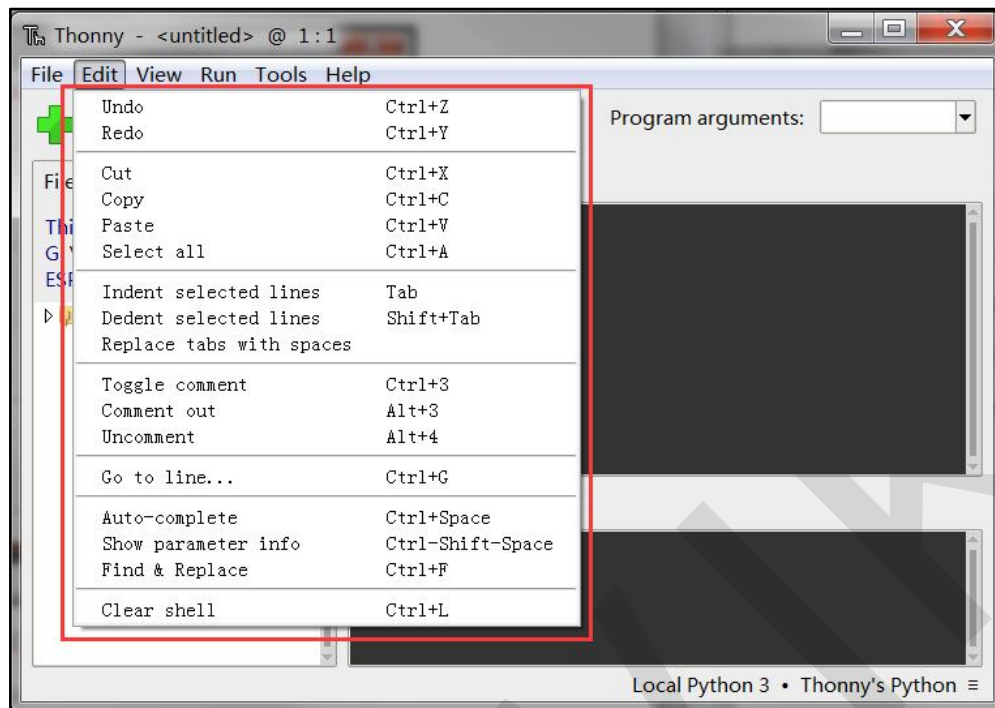 Thonny - <untitled> @ 1:1
File Edit View Run Tools Help
Program arguments:
Undo Ctrl+Z
Redo Ctrl+Y
Cut Ctrl+X
Copy Ctrl+C
Paste Ctrl+V
Select all Ctrl+A
Indent selected lines Tab
Dedent selected lines Shift+Tab
Replace tabs with spaces
Toggle comment Ctrl+3
Comment out Alt+3
Uncomment Alt+4
Go to line... Ctrl+G
Auto-complete Ctrl+Space
Show parameter info Ctrl-Shift-Space
Find & Replace Ctrl+F
Clear shell Ctrl+L
Local Python 3 • Thonny's Python ≡